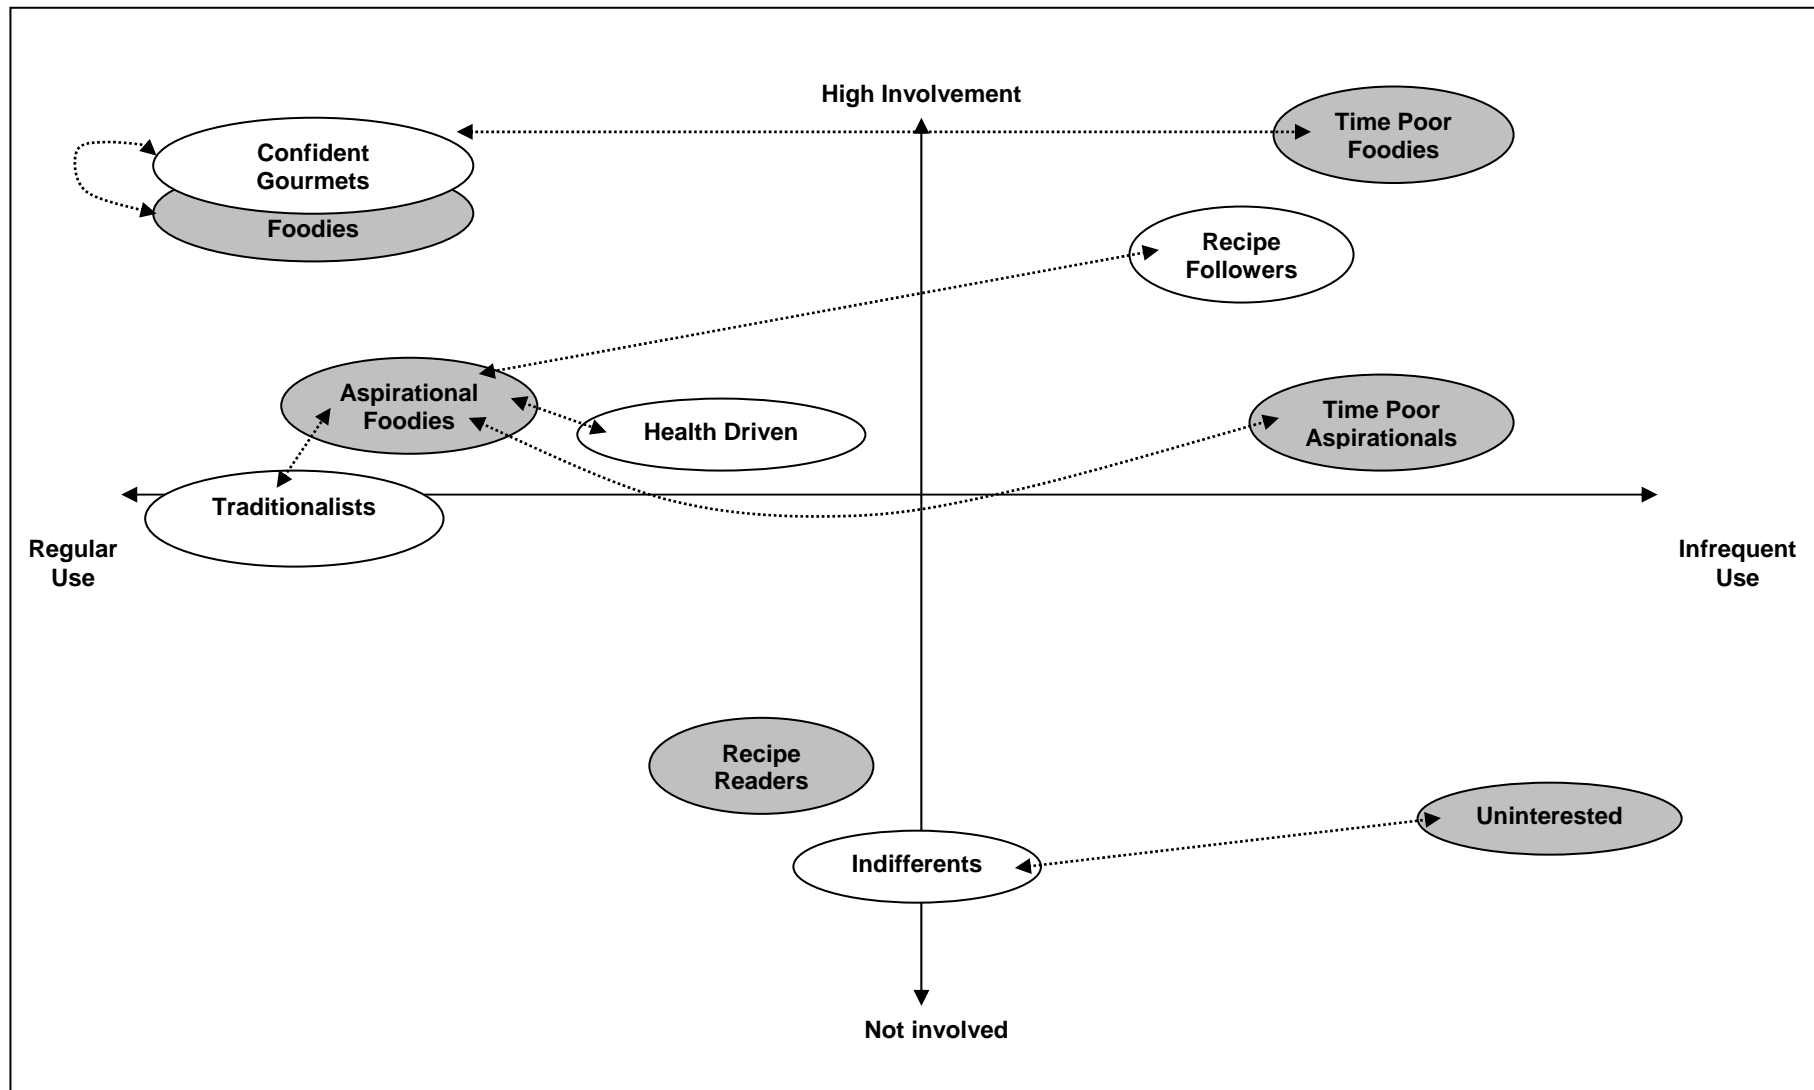 High Involvement
Time Poor
Foodies
Confident
Gourmets
Foodies
Recipe
Followers
Aspirational
Foodies
Health Driven
Time Poor
Aspirationals
Traditionalists
Regular
Use
Infrequent
Use
Recipe
Readers
Uninterested
Indifferents
Not involved